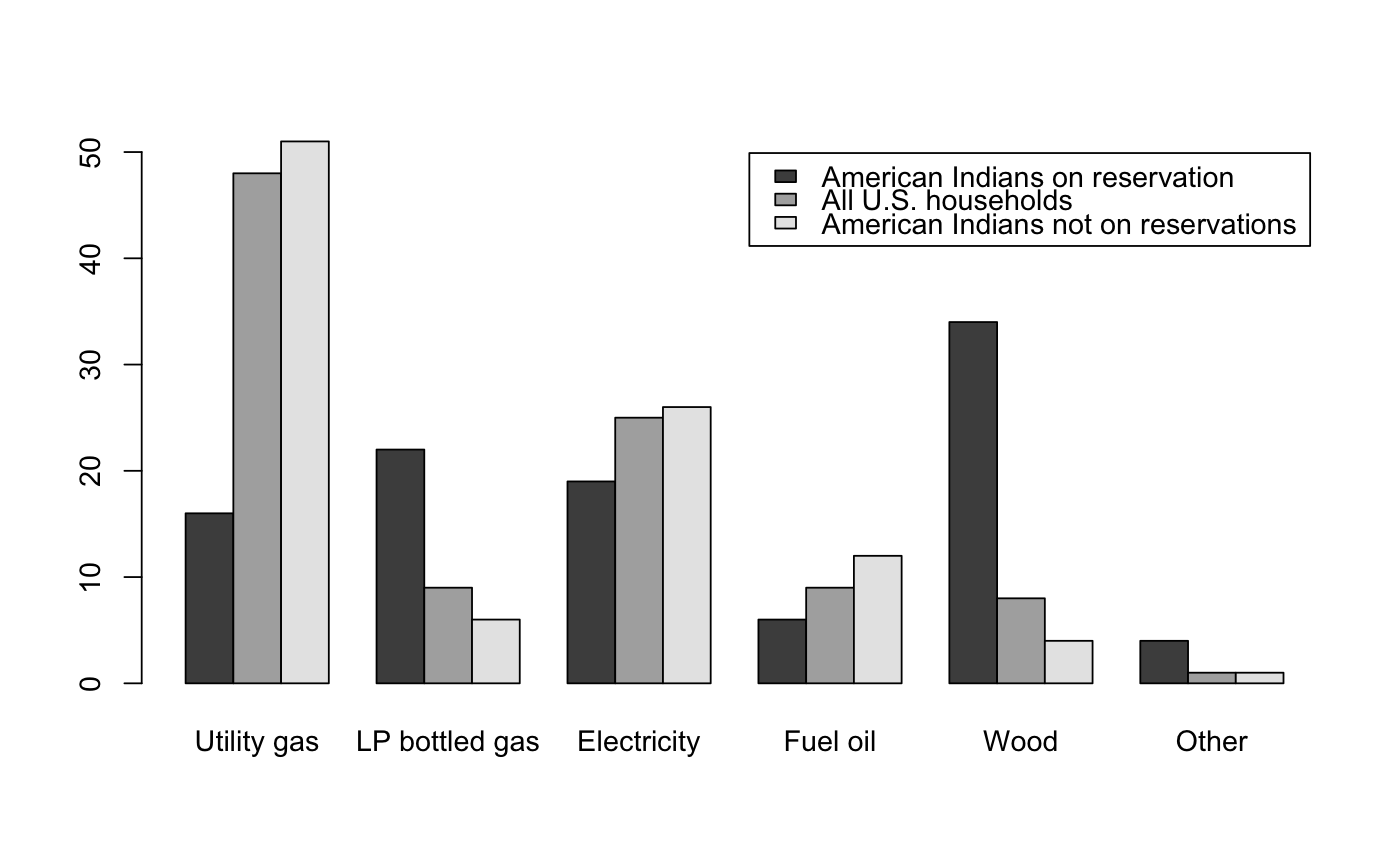 50
40
30
20
10
0
American Indians on reservation
All U.S. households
American Indians not on reservations
Utility gas
LP bottled gas
Electricity
Fuel oil
Wood
Other